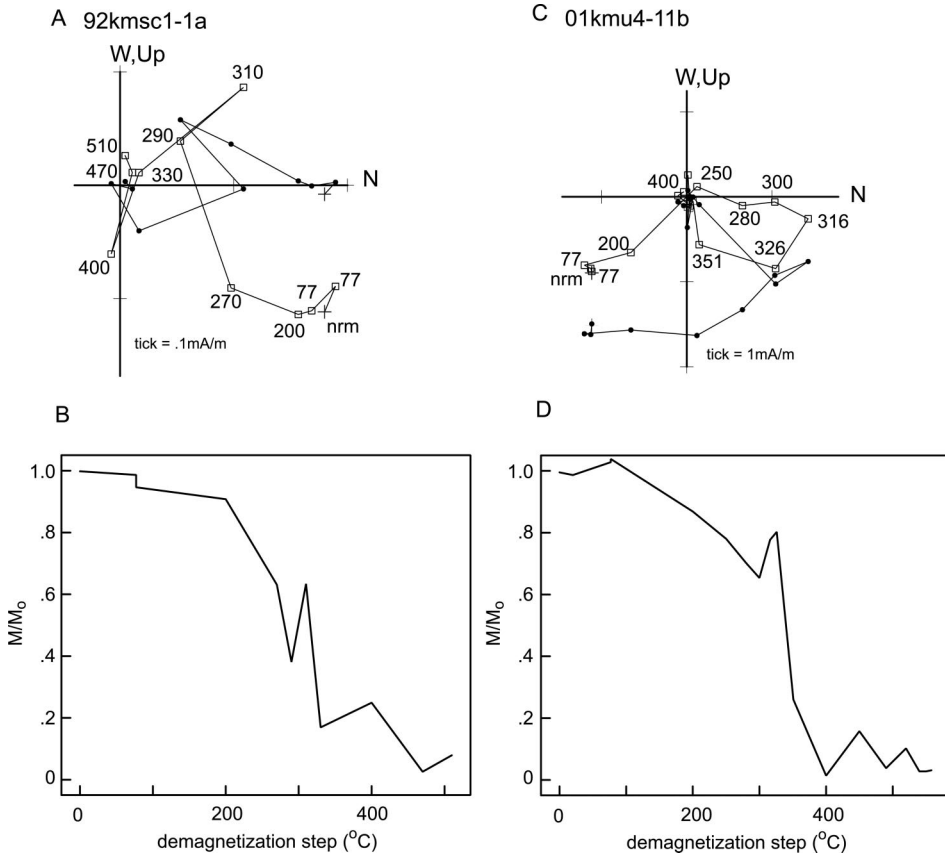 A 92kmsc1-1a
W,Up
310
510
290
470
330
N
400
270
200
77
77
nrm
tick = .1mA/m
C 01kmu4-11b
W,Up
400
250
300
N
280
316
200
77
nrm
77
351
326
tick = 1mA/m
B
1.0
.8
.6
.4
.2
0
M/Mo
0 200 400
demagnetization step (°C)
D
1.0
.8
.6
.4
.2
0
M/Mo
0 200 400
demagnetization step (°C)